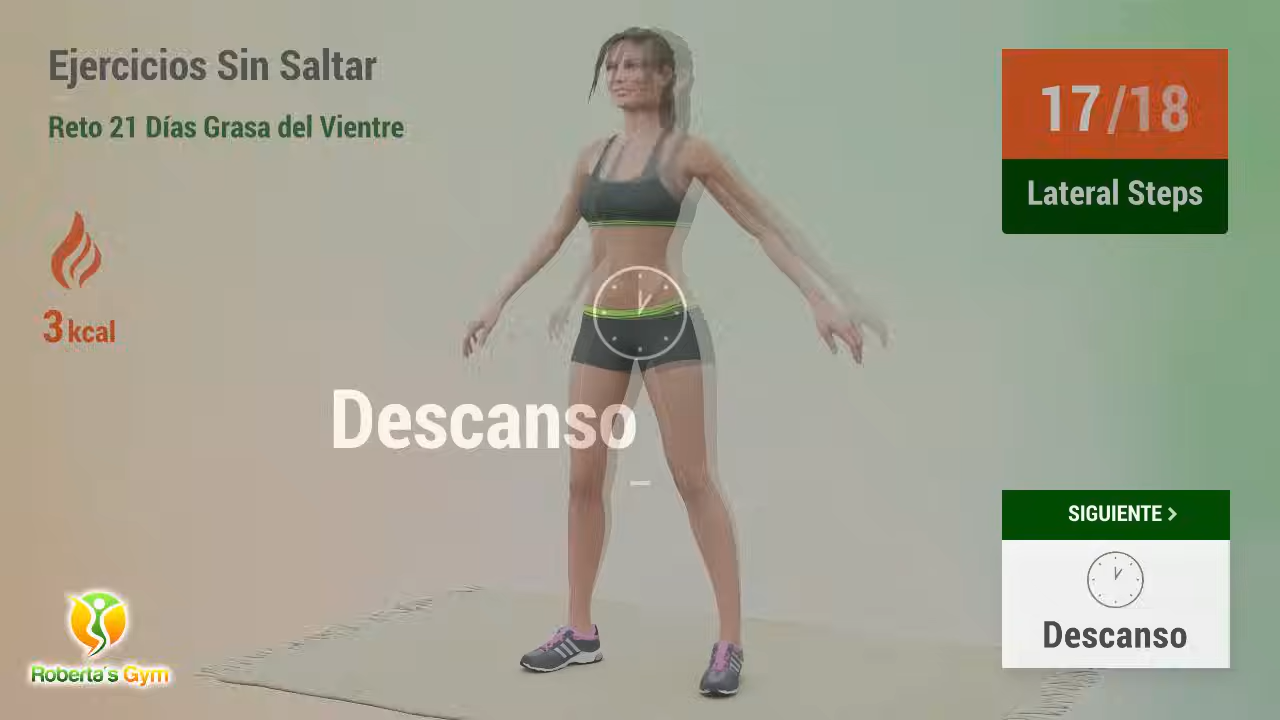 Ejercicios Sin Saltar
Reto 21 Días Grasa del Vientre
17/18
Lateral Steps
3 kcal
Descanso
SIGUIENTE >
Descanso
Roberta's Gym